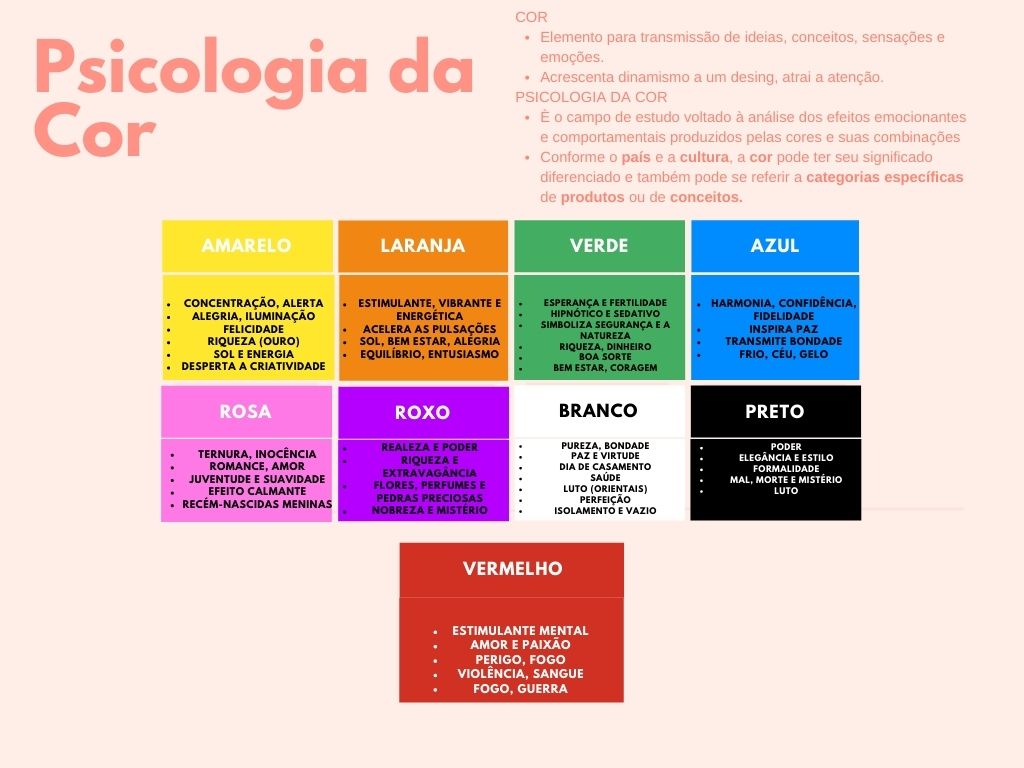 Psicologia da
Cor
COR
• Elemento para transmissão de ideias, conceitos, sensações e
emoções.
• Acrescenta dinamismo a um desing, atrai a atenção.
PSICOLOGIA DA COR
• È o campo de estudo voltado à análise dos efeitos emocionantes
e comportamentais produzidos pelas cores e suas combinações
• Conforme o país e a cultura, a cor pode ter seu significado
diferenciado e também pode se referir a categorias específicas
de produtos ou de conceitos.
AMARELO
• CONCENTRAÇÃO, ALERTA
• ALEGRIA, ILUMINAÇÃO
• FELICIDADE
• RIQUEZA (OURO)
• SOL E ENERGIA
• DESPERTA A CRIATIVIDADE
LARANJA
• ESTIMULANTE, VIBRANTE E
ENERGÉTICA
• ACELERA AS PULSAÇÕES
• SOL, BEM ESTAR, ALEGRIA
• EQUILÍBRIO, ENTUSIASMO
VERDE
• ESPERANÇA E FERTILIDADE
• HIPNÓTICO E SEDATIVO
• SIMBOLIZA SEGURANÇA E A
NATUREZA
• RIQUEZA, DINHEIRO
• BOA SORTE
• BEM ESTAR, CORAGEM
AZUL
• HARMONIA, CONFIDÊNCIA,
FIDELIDADE
• INSPIRA PAZ
• TRANSMITE BONDADE
• FRIO, CÉU, GELO
ROSA
• TERNURA, INOCÊNCIA
• ROMANCE, AMOR
• JUVENTUDE E SUAVIDADE
• EFEITO CALMANTE
• RECÉM-NASCIDAS MENINAS
ROXO
• REALEZA E PODER
• RIQUEZA E
EXTRAVAGÂNCIA
• FLORES, PERFUMES E
PEDRAS PRECIOSAS
• NOBREZA E MISTÉRIO
BRANCO
• PUREZA, BONDADE
• PAZ E VIRTUDE
• DIA DE CASAMENTO
• SAÚDE
• LUTO (ORIENTAIS)
• PERFEIÇÃO
• ISOLAMENTO E VAZIO
PRETO
• PODER
• ELEGÂNCIA E ESTILO
• FORMALIDADE
• MAL, MORTE E MISTÉRIO
• LUTO
VERMELHO
• ESTIMULANTE MENTAL
• AMOR E PAIXÃO
• PERIGO, FOGO
• VIOLÊNCIA, SANGUE
• FOGO, GUERRA